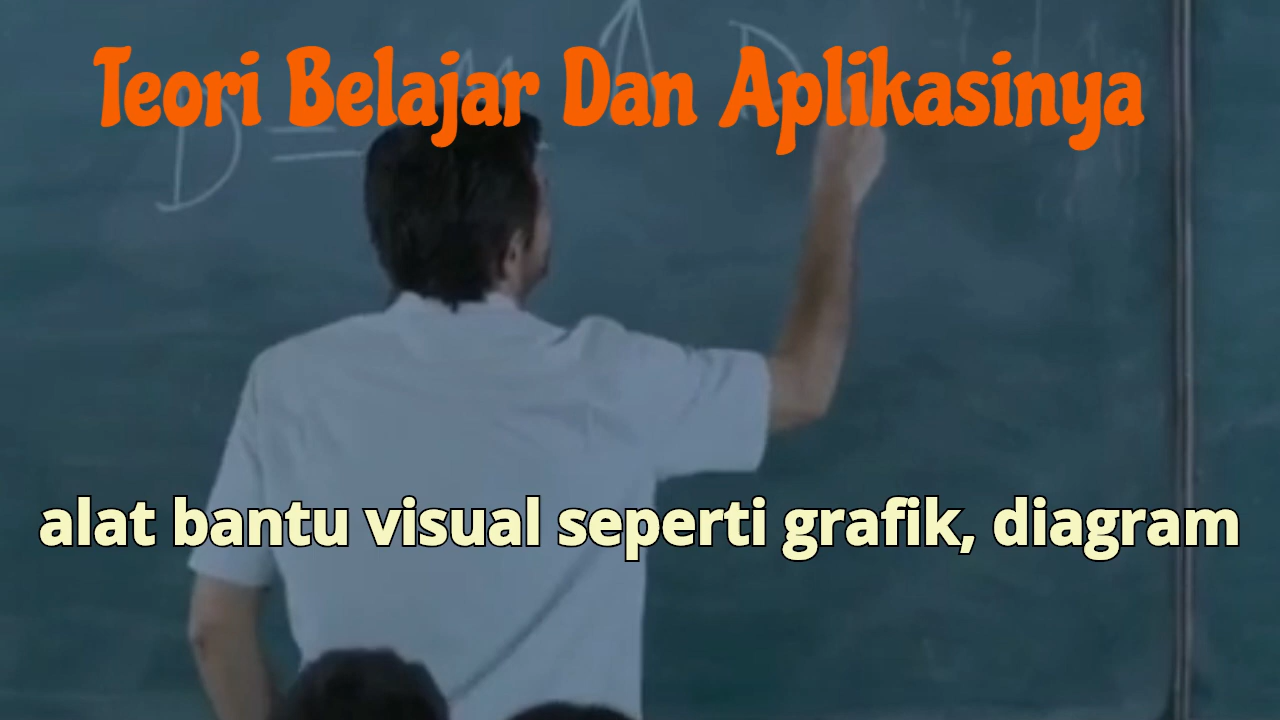 Teori Belajar Dan Aplikasinya
D =
alat bantu visual seperti grafik, diagram